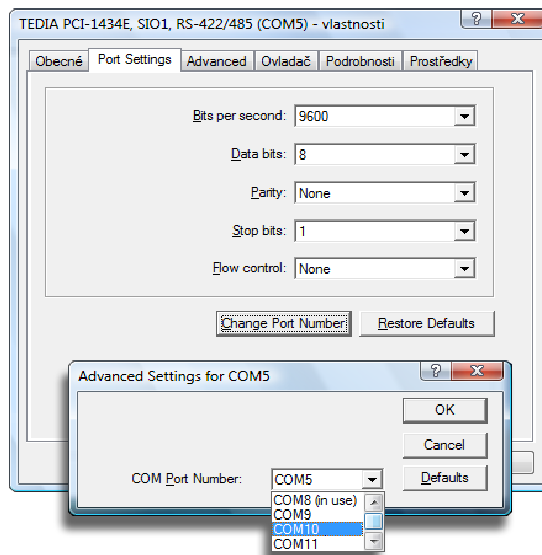 TEDIA PCI-1434E, SIO1, RS-422/485 (COM5) - vlastnosti
Obecné Port Settings Advanced Ovladač Podrobnosti Prostředky
Bits per second: 9600
Data bits: 8
Parity: None
Stop bits: 1
Flow control: None
Change Port Number Restore Defaults
Advanced Settings for COM5
OK
Cancel
COM Port Number: COM5 Defaults
COM8 (in use)
COM9
COM10
COM11